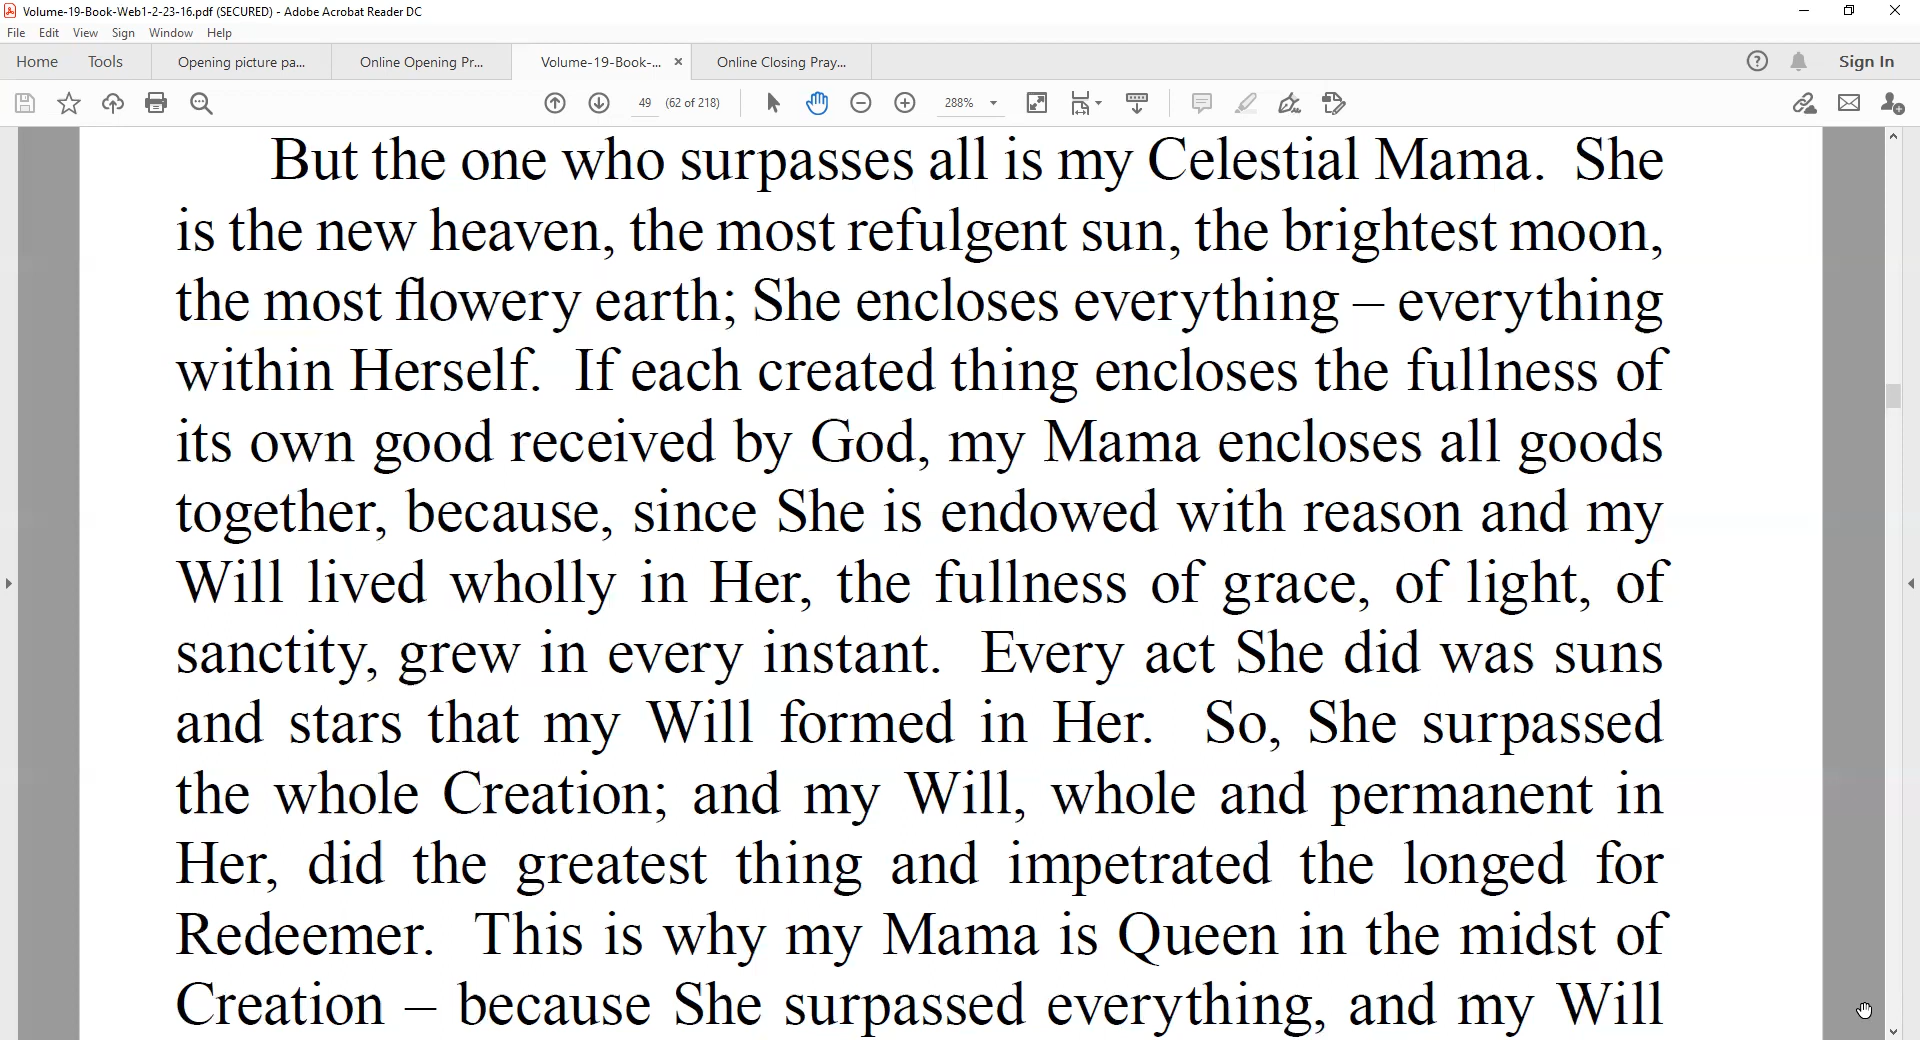 Volume-19-Book-Web1-2-23-16.pdf (SECURED) - Adobe Acrobat Reader DC
File Edit View Sign Window Help
Home Tools Opening picture pa... Online Opening Pr... Volume-19-Book-... × Online Closing Pray... Sign In
49 (62 of 218) 288%
But the one who surpasses all is my Celestial Mama. She
is the new heaven, the most refulgent sun, the brightest moon,
the most flowery earth; She encloses everything – everything
within Herself. If each created thing encloses the fullness of
its own good received by God, my Mama encloses all goods
together, because, since She is endowed with reason and my
Will lived wholly in Her, the fullness of grace, of light, of
sanctity, grew in every instant. Every act She did was suns
and stars that my Will formed in Her. So, She surpassed
the whole Creation; and my Will, whole and permanent in
Her, did the greatest thing and impetrated the longed for
Redeemer. This is why my Mama is Queen in the midst of
Creation – because She surpassed everything, and my Will